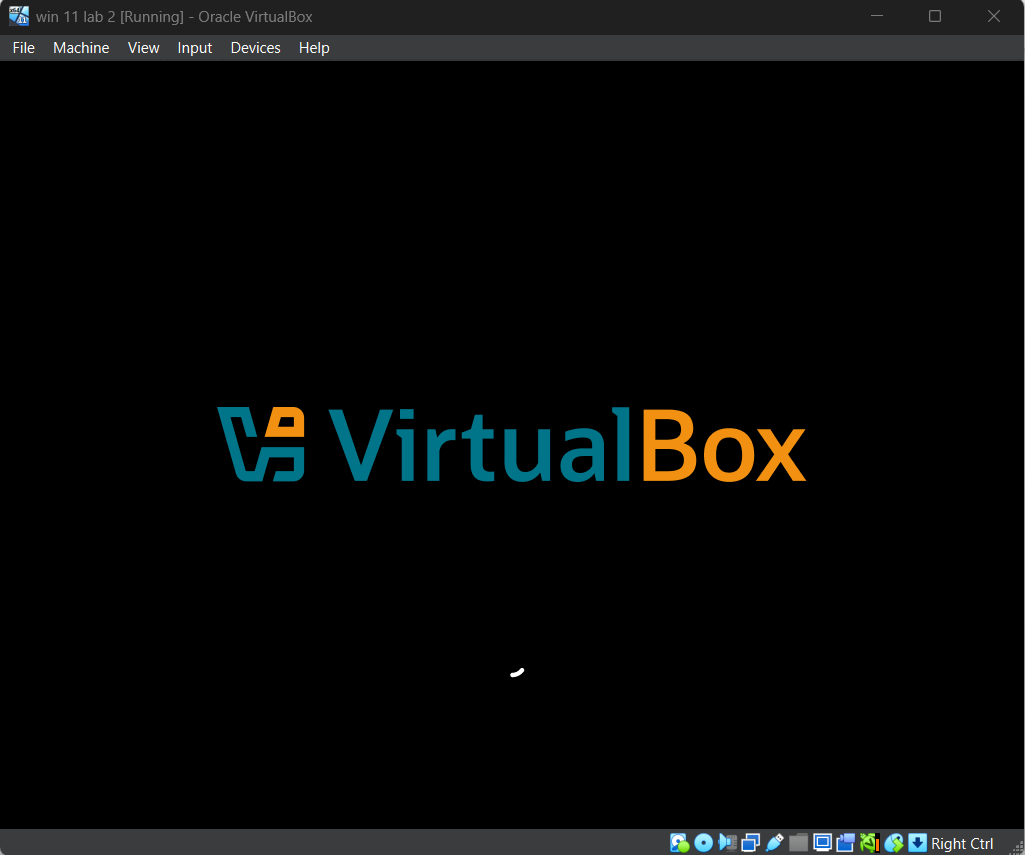 win 11 lab 2 [Running] - Oracle VirtualBox
File Machine View Input Devices Help
VirtualBox
Right Ctrl